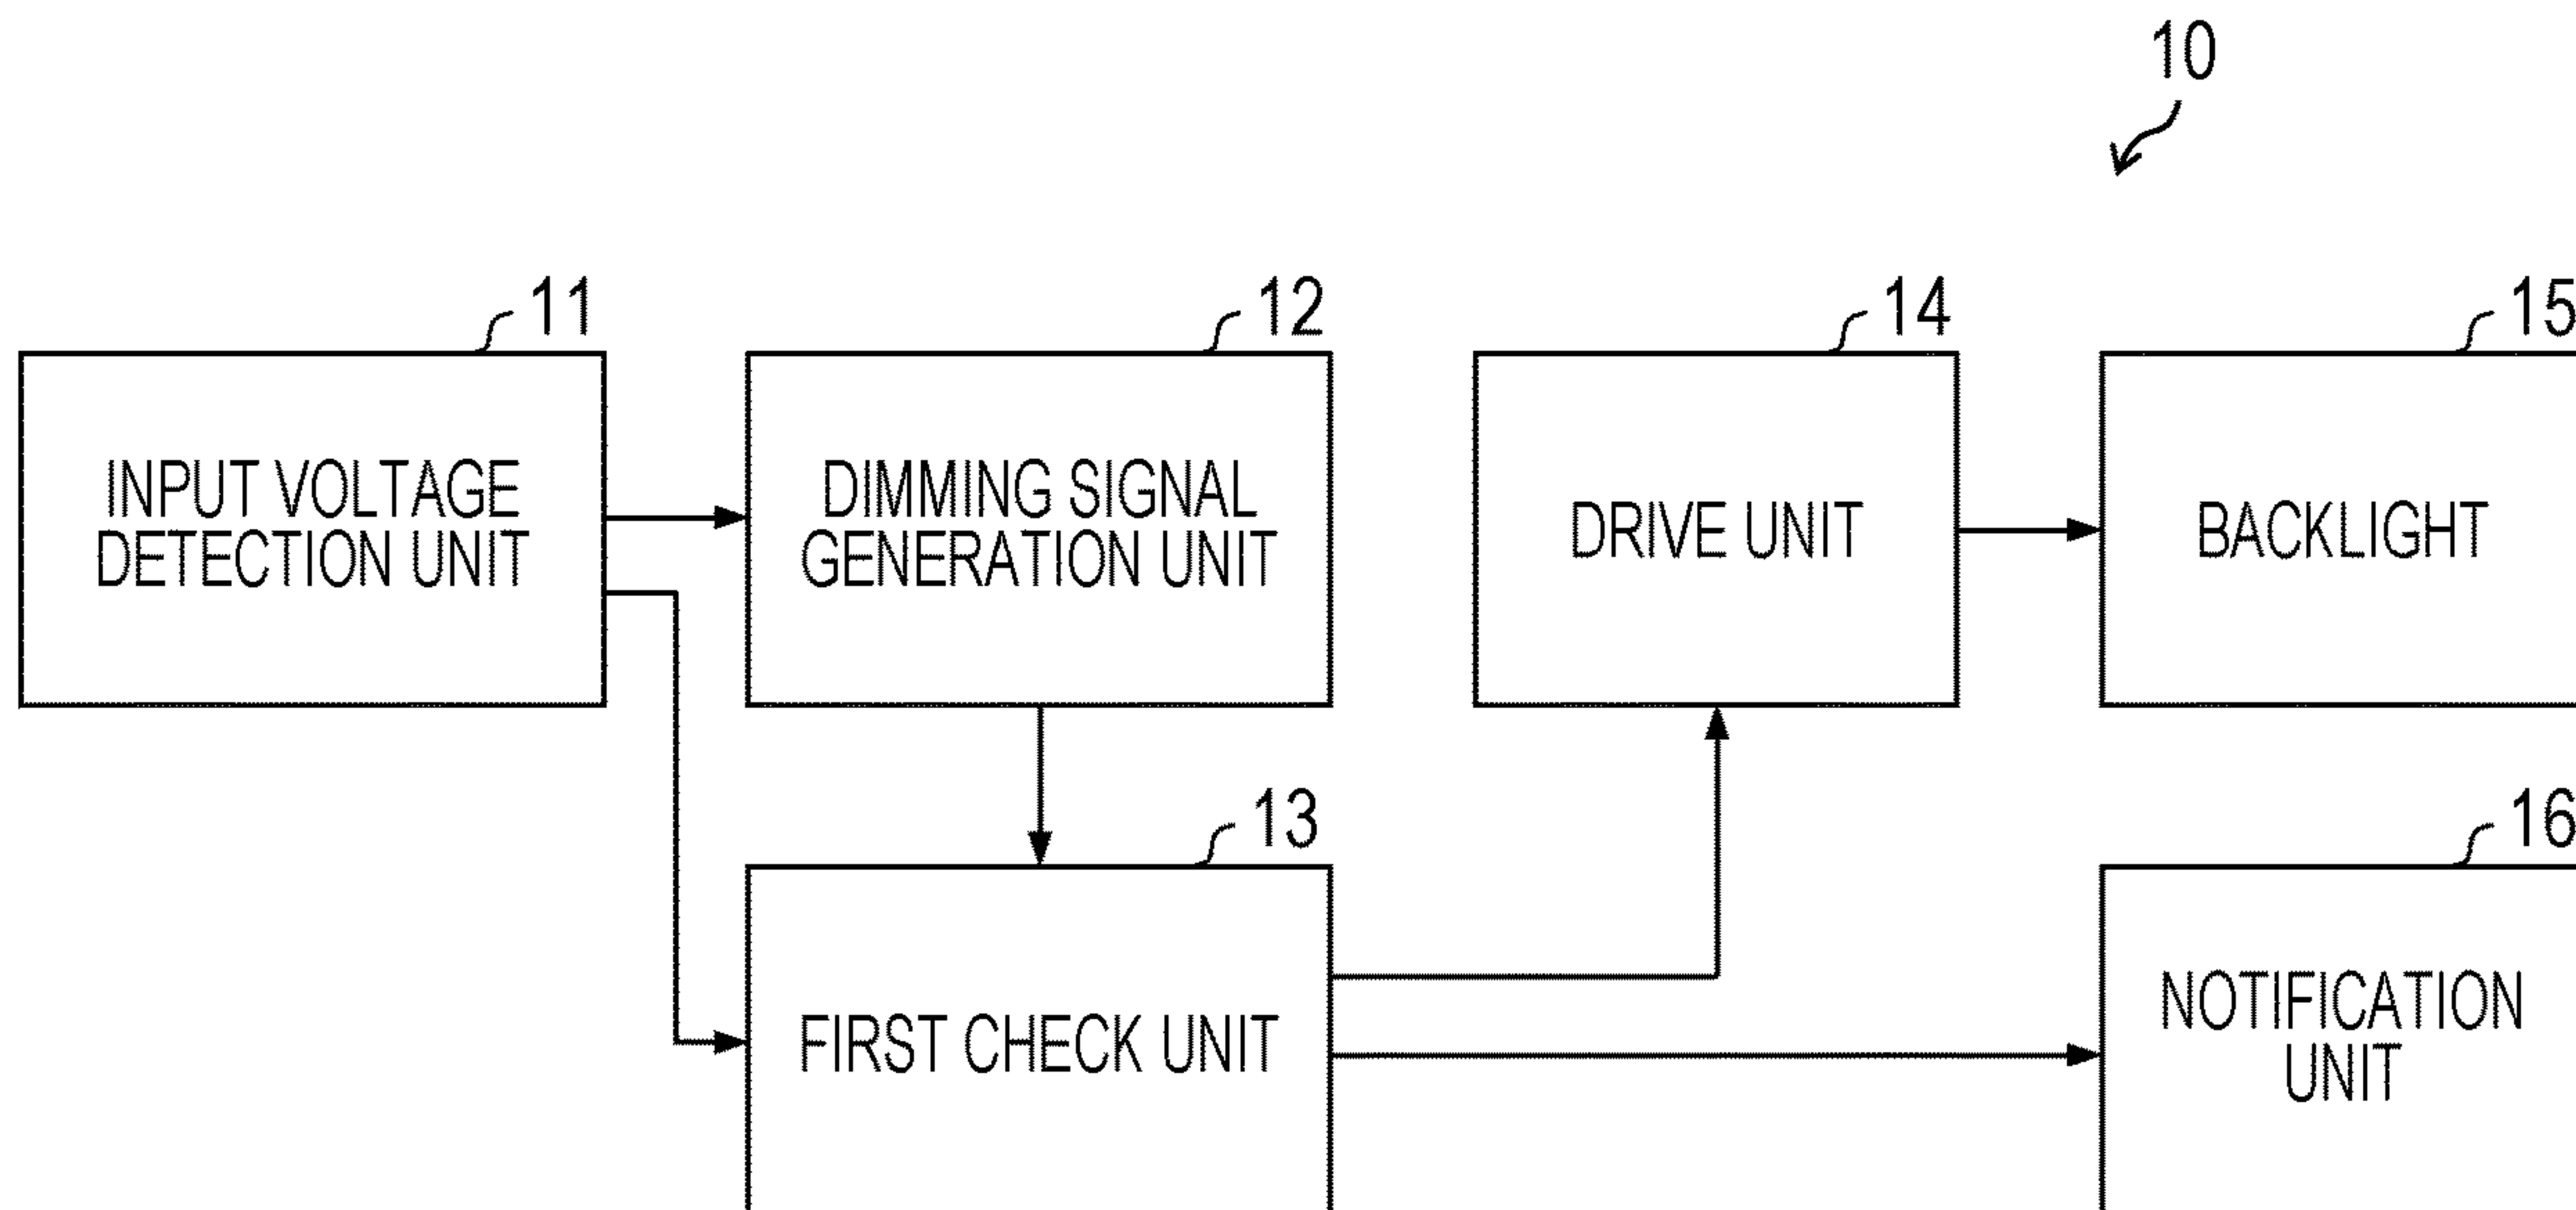 10
11
INPUT VOLTAGE
DETECTION UNIT
12
DIMMING SIGNAL
GENERATION UNIT
14
DRIVE UNIT
15
BACKLIGHT
13
FIRST CHECK UNIT
16
NOTIFICATION
UNIT